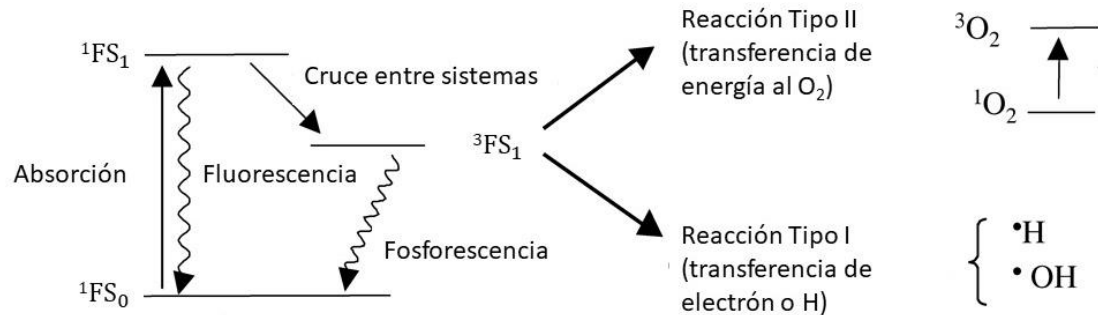 ¹FS₁
Cruce entre sistemas
Absorción
Fluorescencia
³FS₁
Fosforescencia
¹FS₀
Reacción Tipo II
(transferencia de
energía al O₂)
³O₂
¹O₂
Reacción Tipo I
(transferencia de
electrón o H)
•H
• OH